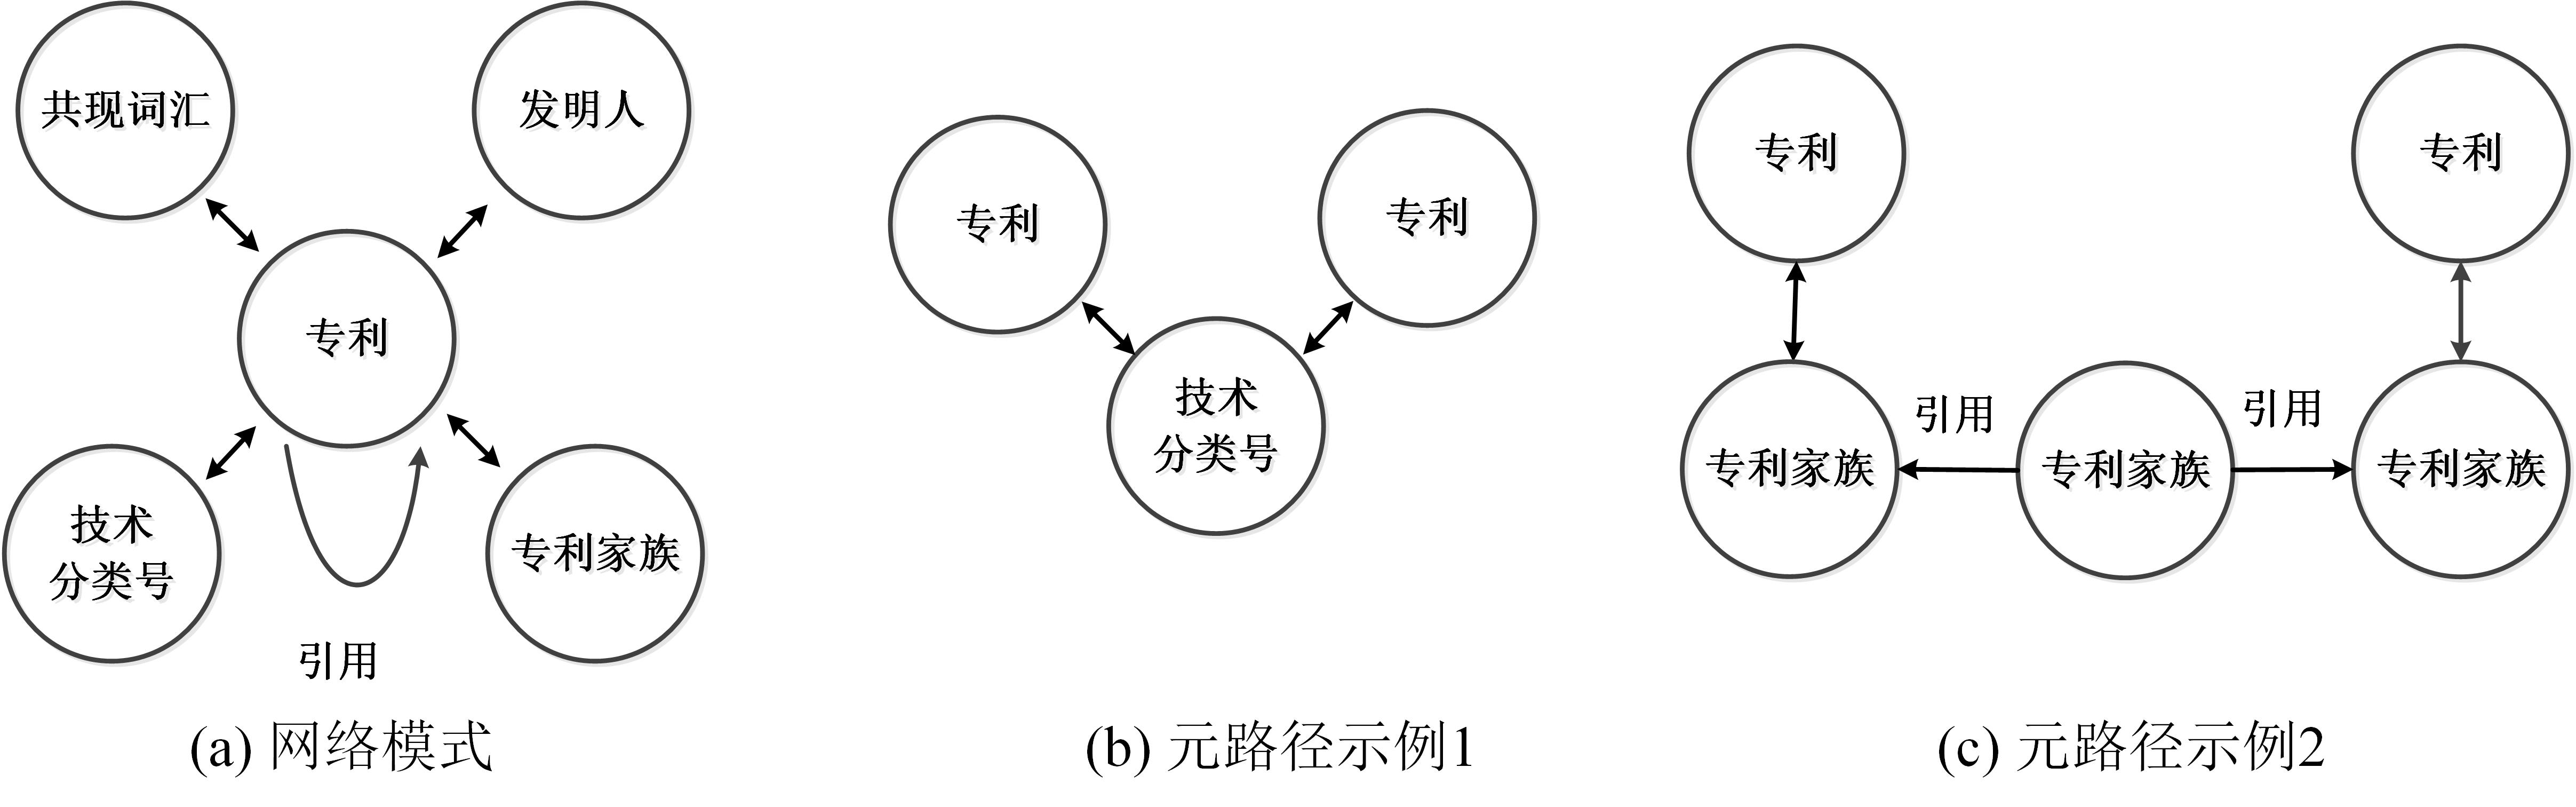 共现词汇
发明人
专利
技术
分类号
专利家族
引用
(a) 网络模式
专利
专利
技术
分类号
(b) 元路径示例1
专利
专利
引用
引用
专利家族
专利家族
专利家族
(c) 元路径示例2